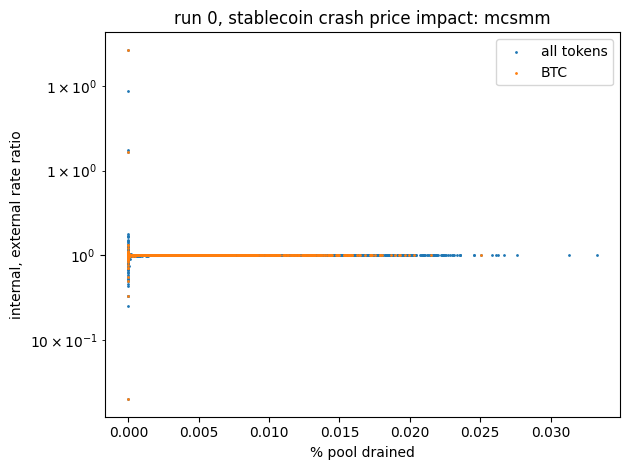 run 0, stablecoin crash price impact: mcsmm
all tokens
BTC
1 × 10⁰
1 × 10⁰
10⁰
10 × 10⁻¹
internal, external rate ratio
0.000 0.005 0.010 0.015 0.020 0.025 0.030
% pool drained